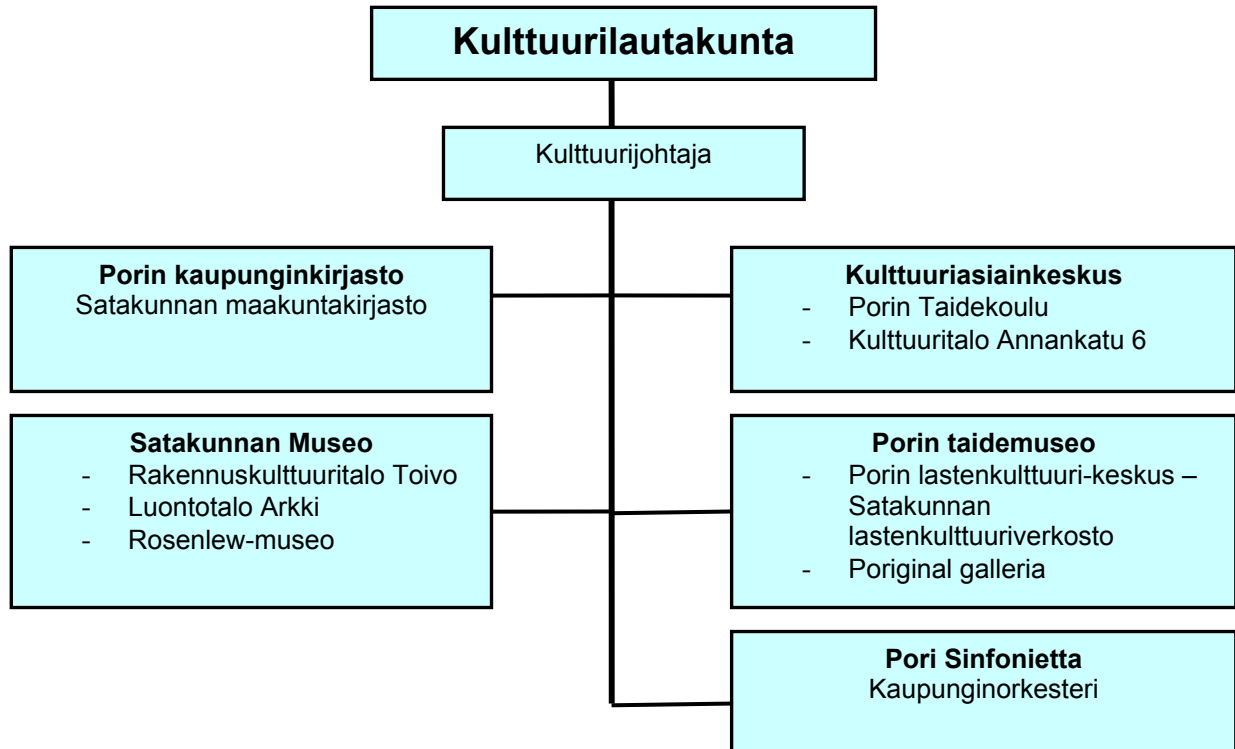 Kulttuurilautakunta
Kulttuurijohtaja
Porin kaupunginkirjasto
Satakunnan maakuntakirjasto
Kulttuuriasiainkeskus
- Porin Taidekoulu
- Kulttuuritalo Annankatu 6
Satakunnan Museo
- Rakennuskulttuuritalo Toivo
- Luontotalo Arkki
- Rosenlew-museo
Porin taidemuseo
- Porin lastenkulttuuri-keskus –
Satakunnan
lastenkulttuuriverkosto
- Poriginal galleria
Pori Sinfonietta
Kaupunginorkesteri